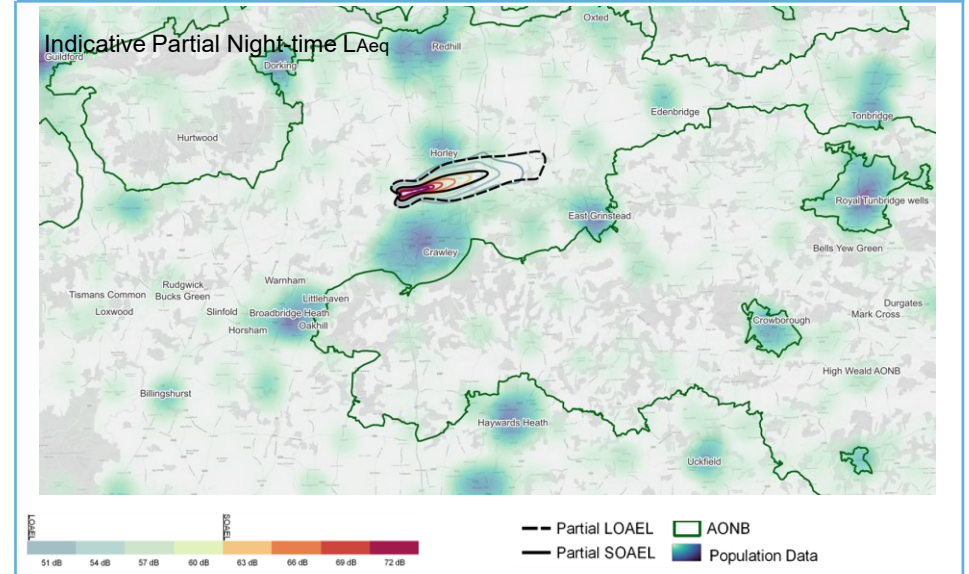 Indicative Partial Night-time LAeq
Oxted
Redhill
Guildford
Dorking
Edenbridge
Tonbridge
Hurtwood
Horley
Royal Tunbridge wells
East Grinstead
Bells Yew Green
Crawley
Warnham
Rudgwick
Tismans Common
Bucks Green
Littlehaven
Durgates
Loxwood
Slinfold
Broadbridge Heath
Mark Cross
Crowborough
Horsham
Oakhill
High Weald AONB
Billingshurst
Haywards Heath
Uckfield
LOAEL
SOAEL
51 dB 54 dB 57 dB 60 dB 63 dB 66 dB 69 dB 72 dB
Partial LOAEL
AONB
Partial SOAEL
Population Data